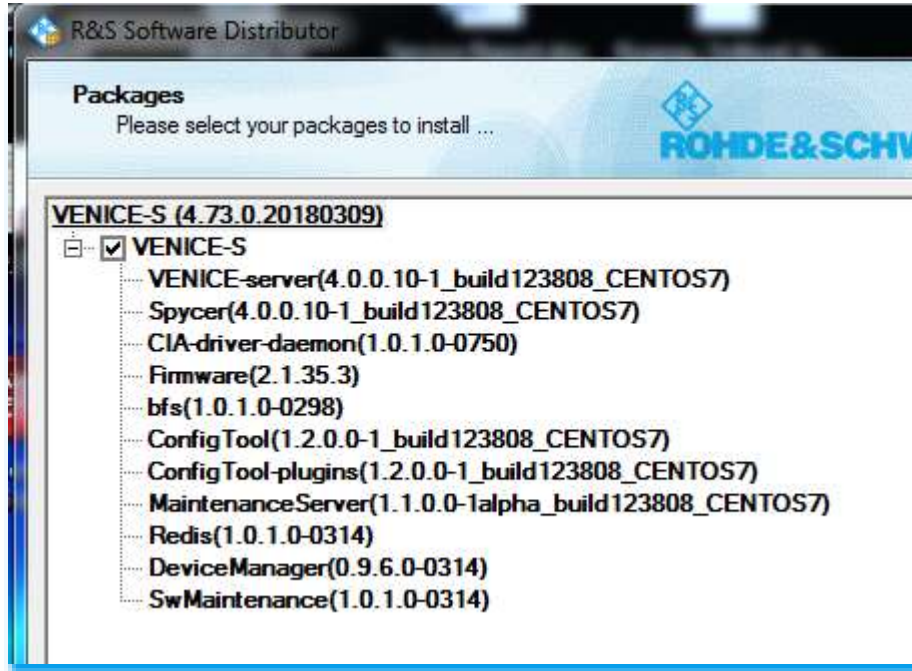 R&S Software Distributor
Packages
Please select your packages to install ...
ROHDE&SCHW
VENICE-S (4.73.0.20180309)
VENICE-S
VENICE-server(4.0.0.10-1_build123808_CENTOS7)
Spycer(4.0.0.10-1_build123808_CENTOS7)
CIA-driver-daemon(1.0.1.0-0750)
Firmware(2.1.35.3)
bfs(1.0.1.0-0298)
ConfigTool(1.2.0.0-1_build123808_CENTOS7)
ConfigTool-plugins(1.2.0.0-1_build123808_CENTOS7)
MaintenanceServer(1.1.0.0-1alpha_build123808_CENTOS7)
Redis(1.0.1.0-0314)
DeviceManager(0.9.6.0-0314)
SwMaintenance(1.0.1.0-0314)